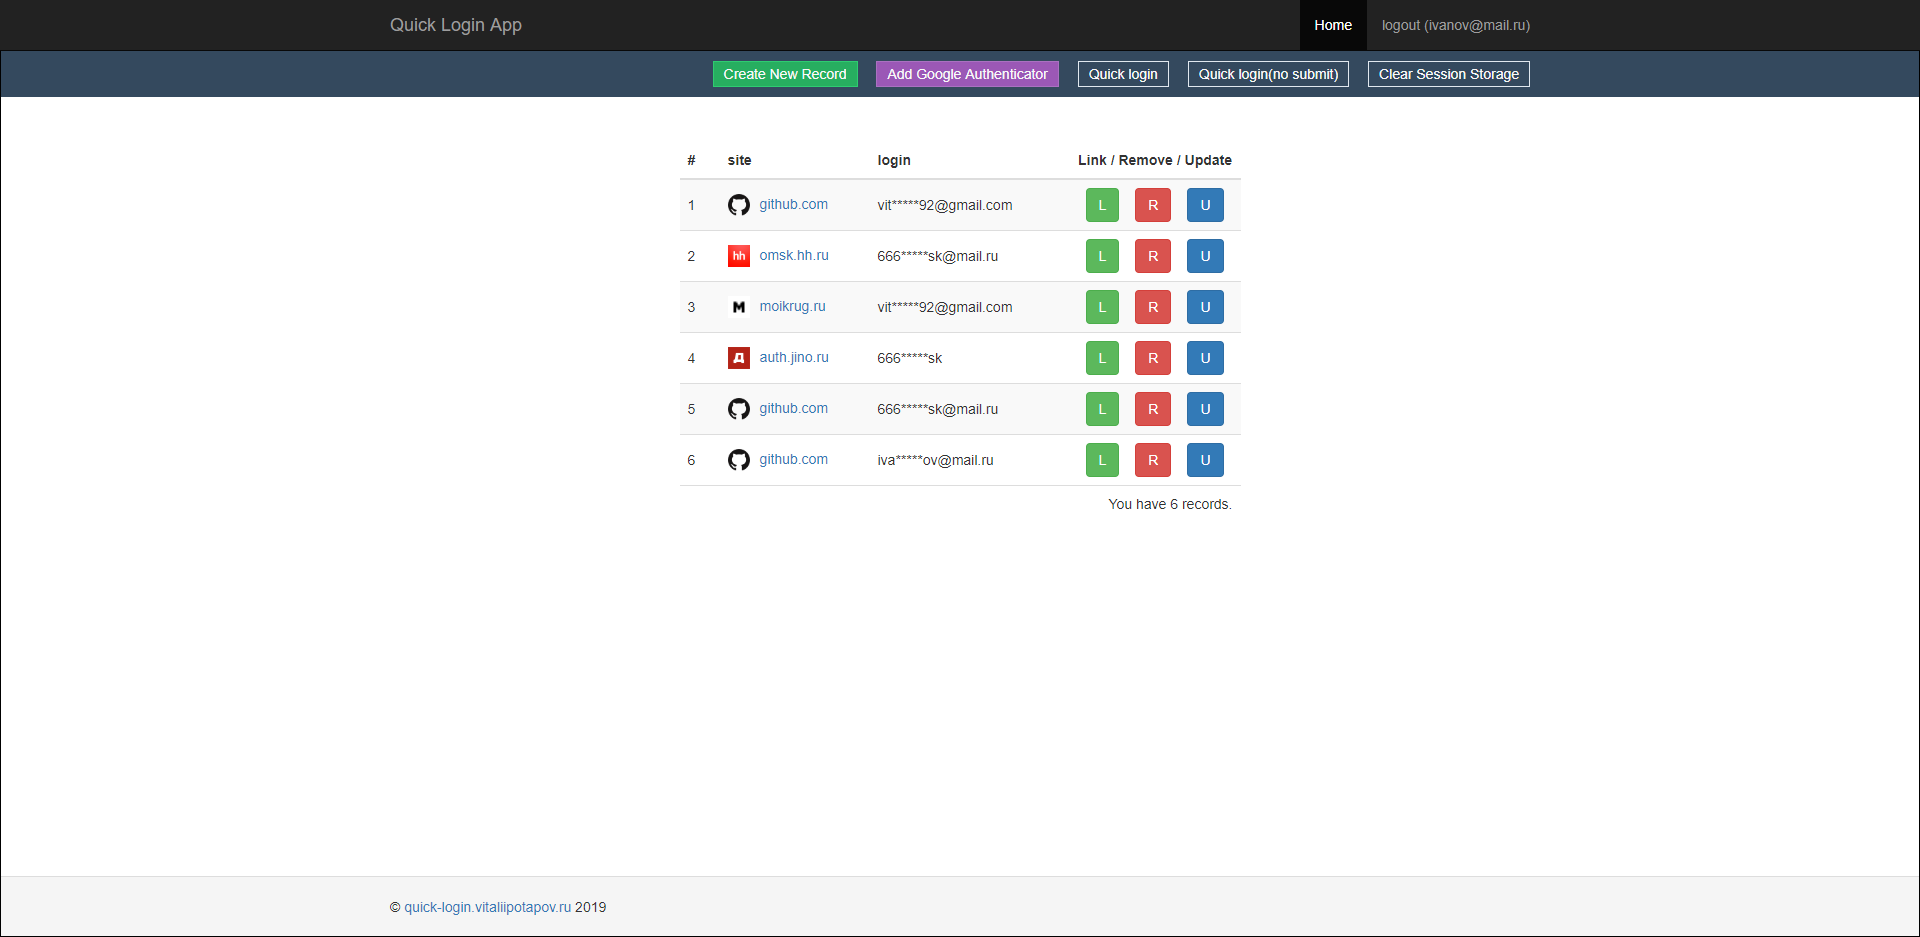 Quick Login App Home logout (ivanov@mail.ru)
Create New Record Add Google Authenticator Quick login Quick login(no submit) Clear Session Storage
# site login Link / Remove / Update
1 github.com vit*****92@gmail.com L R U
2 hh omsk.hh.ru 666*****sk@mail.ru L R U
3 M moikrug.ru vit*****92@gmail.com L R U
4 Д auth.jino.ru 666*****sk L R U
5 github.com 666*****sk@mail.ru L R U
6 github.com iva*****ov@mail.ru L R U
You have 6 records.
© quick-login.vitaliipotapov.ru 2019